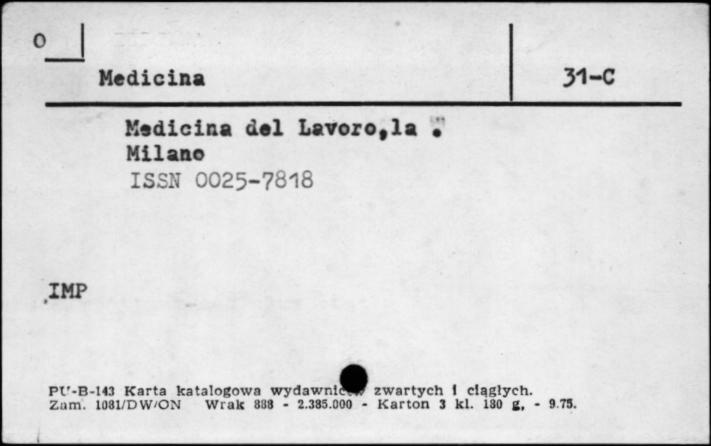 O
Medicina 31-C
Medicina del Lavoro,la .
Milano
ISSN 0025-7818
IMP
PU-B-143 Karta katalogowa wydawnictw zwartych i ciągłych.
Zam. 1081/DW/ON Wrak 888 - 2.385.000 - Karton 3 kl. 180 g, - 9.75.